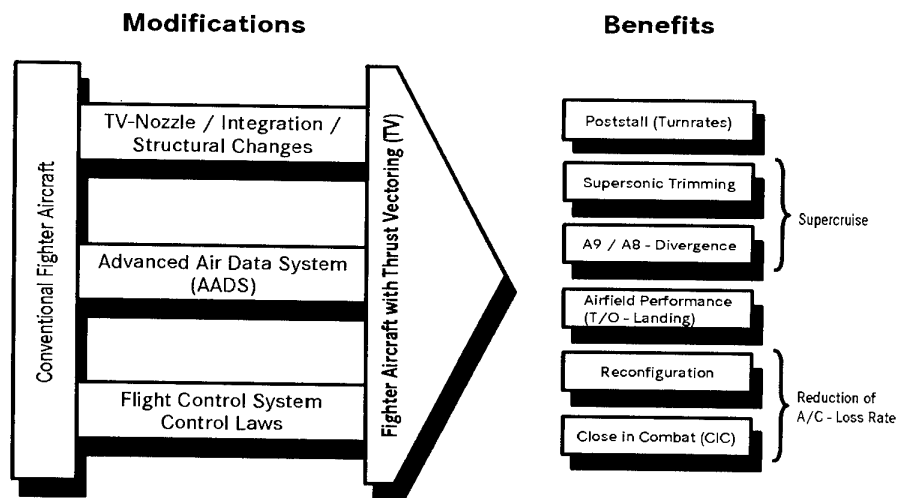 Modifications
Benefits
Conventional Fighter Aircraft
TV-Nozzle / Integration /
Structural Changes
Advanced Air Data System
(AADS)
Flight Control System
Control Laws
Fighter Aircraft with Thrust Vectoring (TV)
Poststall (Turnrates)
Supersonic Trimming
A9 / A8 - Divergence
Supercruise
Airfield Performance
(T/O - Landing)
Reconfiguration
Close in Combat (CIC)
Reduction of
A/C - Loss Rate